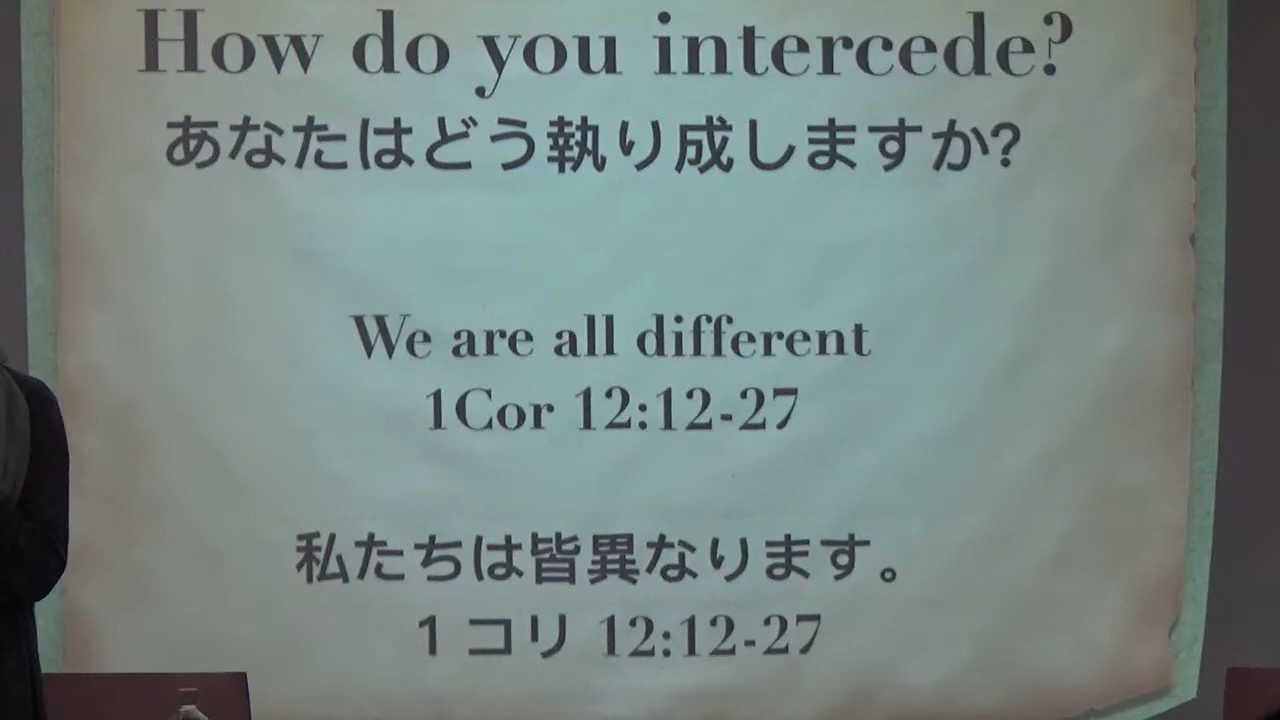 How do you intercede?
あなたはどう執り成しますか?
We are all different
1Cor 12:12-27
私たちは皆異なります。
1 コリ 12:12-27